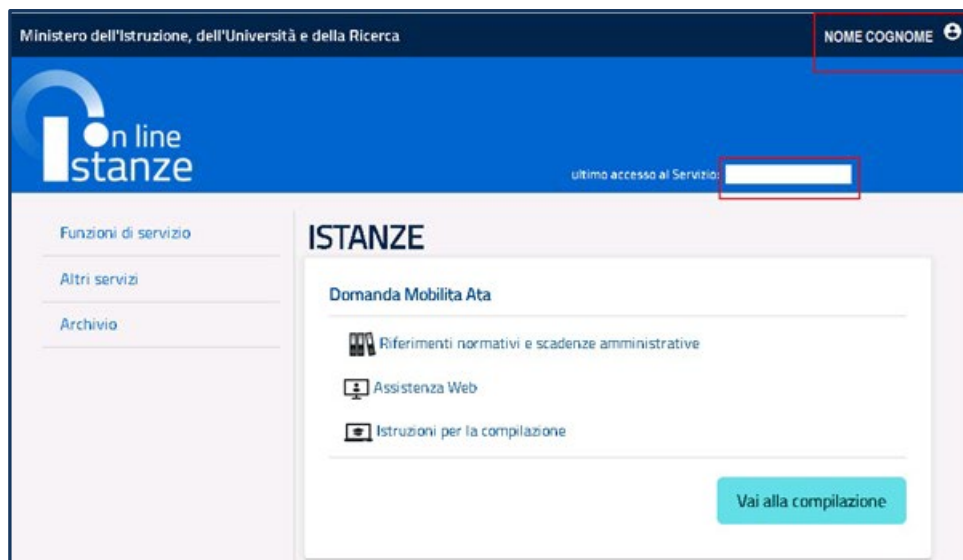 Ministero dell'Istruzione, dell'Università e della Ricerca
NOME COGNOME
on line
Istanze
ultimo accesso al Servizio:
Funzioni di servizio
Altri servizi
Archivio
ISTANZE
Domanda Mobilita Ata
Riferimenti normativi e scadenze amministrative
Assistenza Web
Istruzioni per la compilazione
Vai alla compilazione